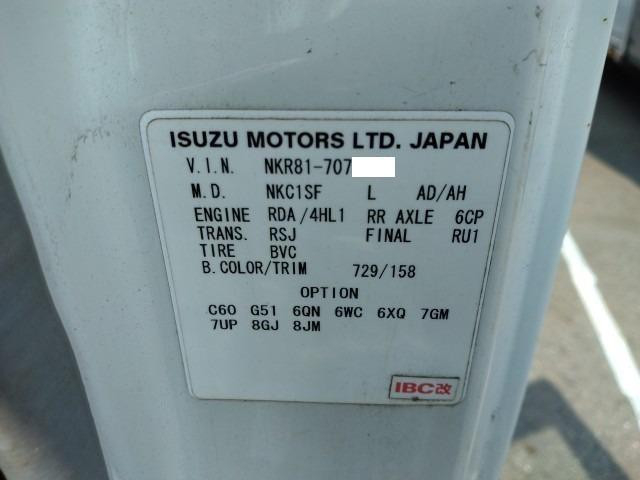 ISUZU MOTORS LTD. JAPAN
V.I.N. NKR81-707
M.D. NKC1SF L AD/AH
ENGINE RDA/4HL1 RR AXLE 6CP
TRANS. RSJ FINAL RU1
TIRE BVC
B.COLOR/TRIM 729/158
OPTION
C60 G51 6QN 6WC 6XQ 7GM
7UP 8GJ 8JM
IBC改